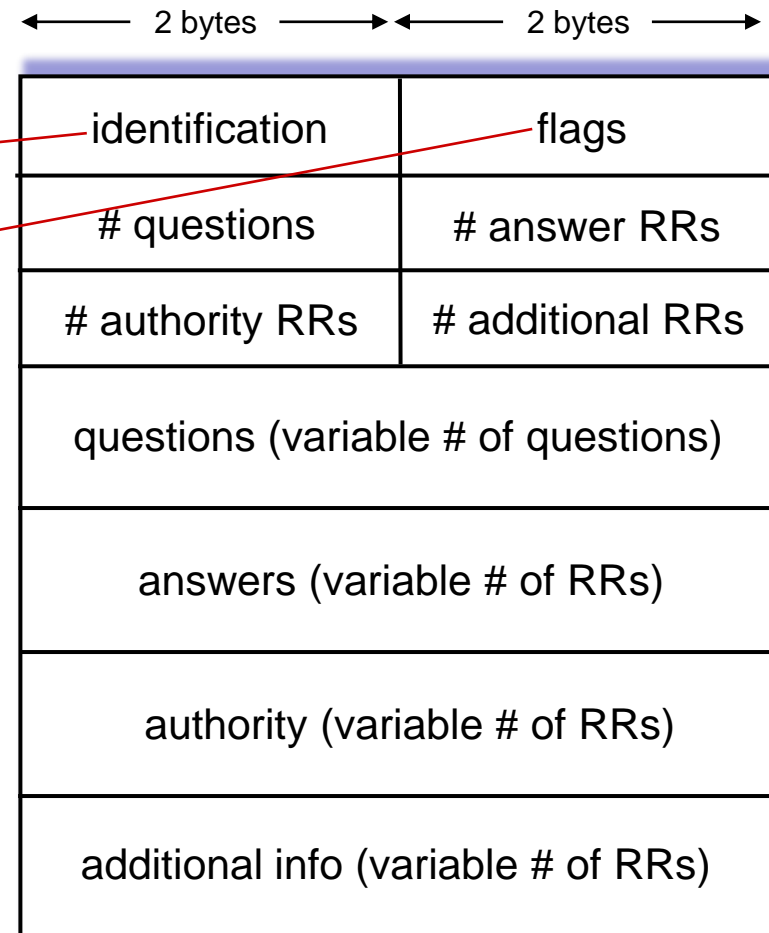 2 bytes 2 bytes
identification flags
# questions # answer RRs
# authority RRs # additional RRs
questions (variable # of questions)
answers (variable # of RRs)
authority (variable # of RRs)
additional info (variable # of RRs)